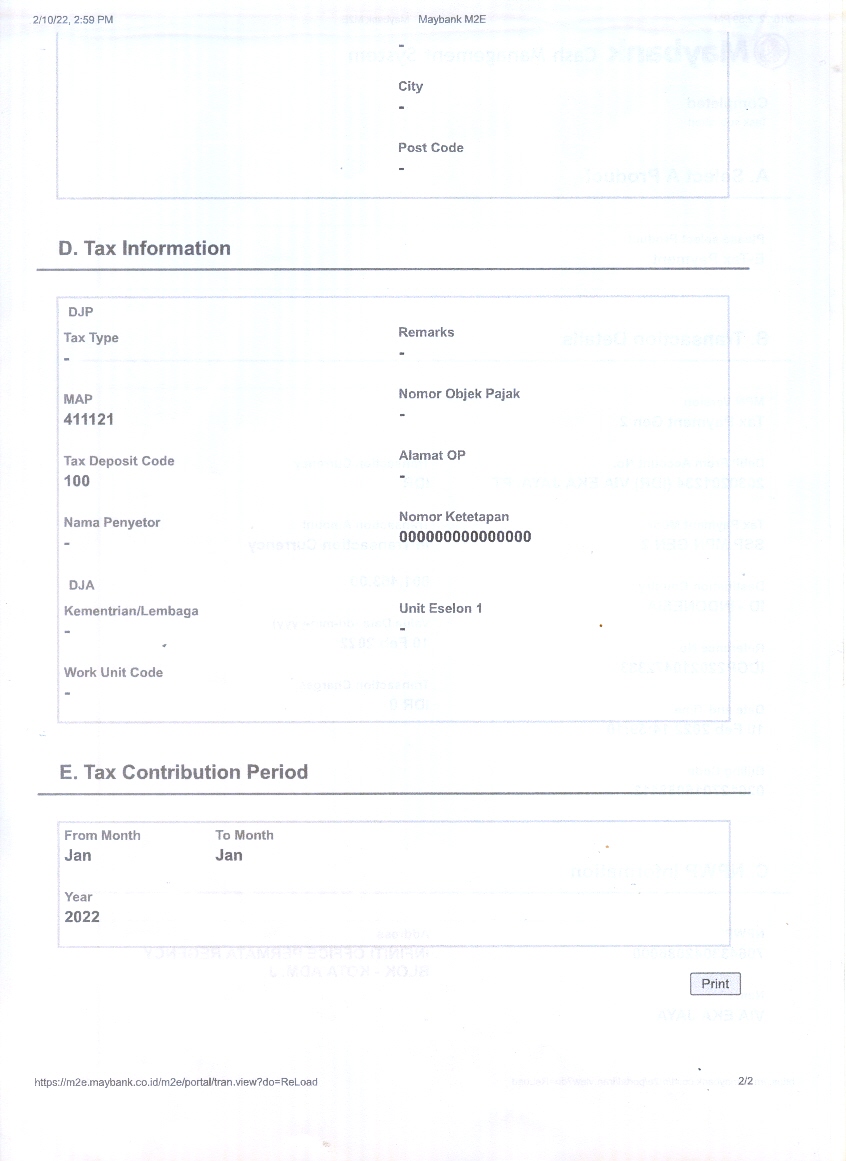 2/10/22, 2:59 PM Maybank M2E
-
City
-
Post Code
-
D. Tax Information
DJP
Tax Type
-
Remarks
-
MAP
411121
Nomor Objek Pajak
-
Tax Deposit Code
100
Alamat OP
-
Nama Penyetor
-
Nomor Ketetapan
000000000000000
DJA
Kementrian/Lembaga
-
Unit Eselon 1
-
Work Unit Code
-
E. Tax Contribution Period
From Month To Month
Jan Jan
Year
2022
Print
https://m2e.maybank.co.id/m2e/portal/tran.view?do=ReLoad 2/2